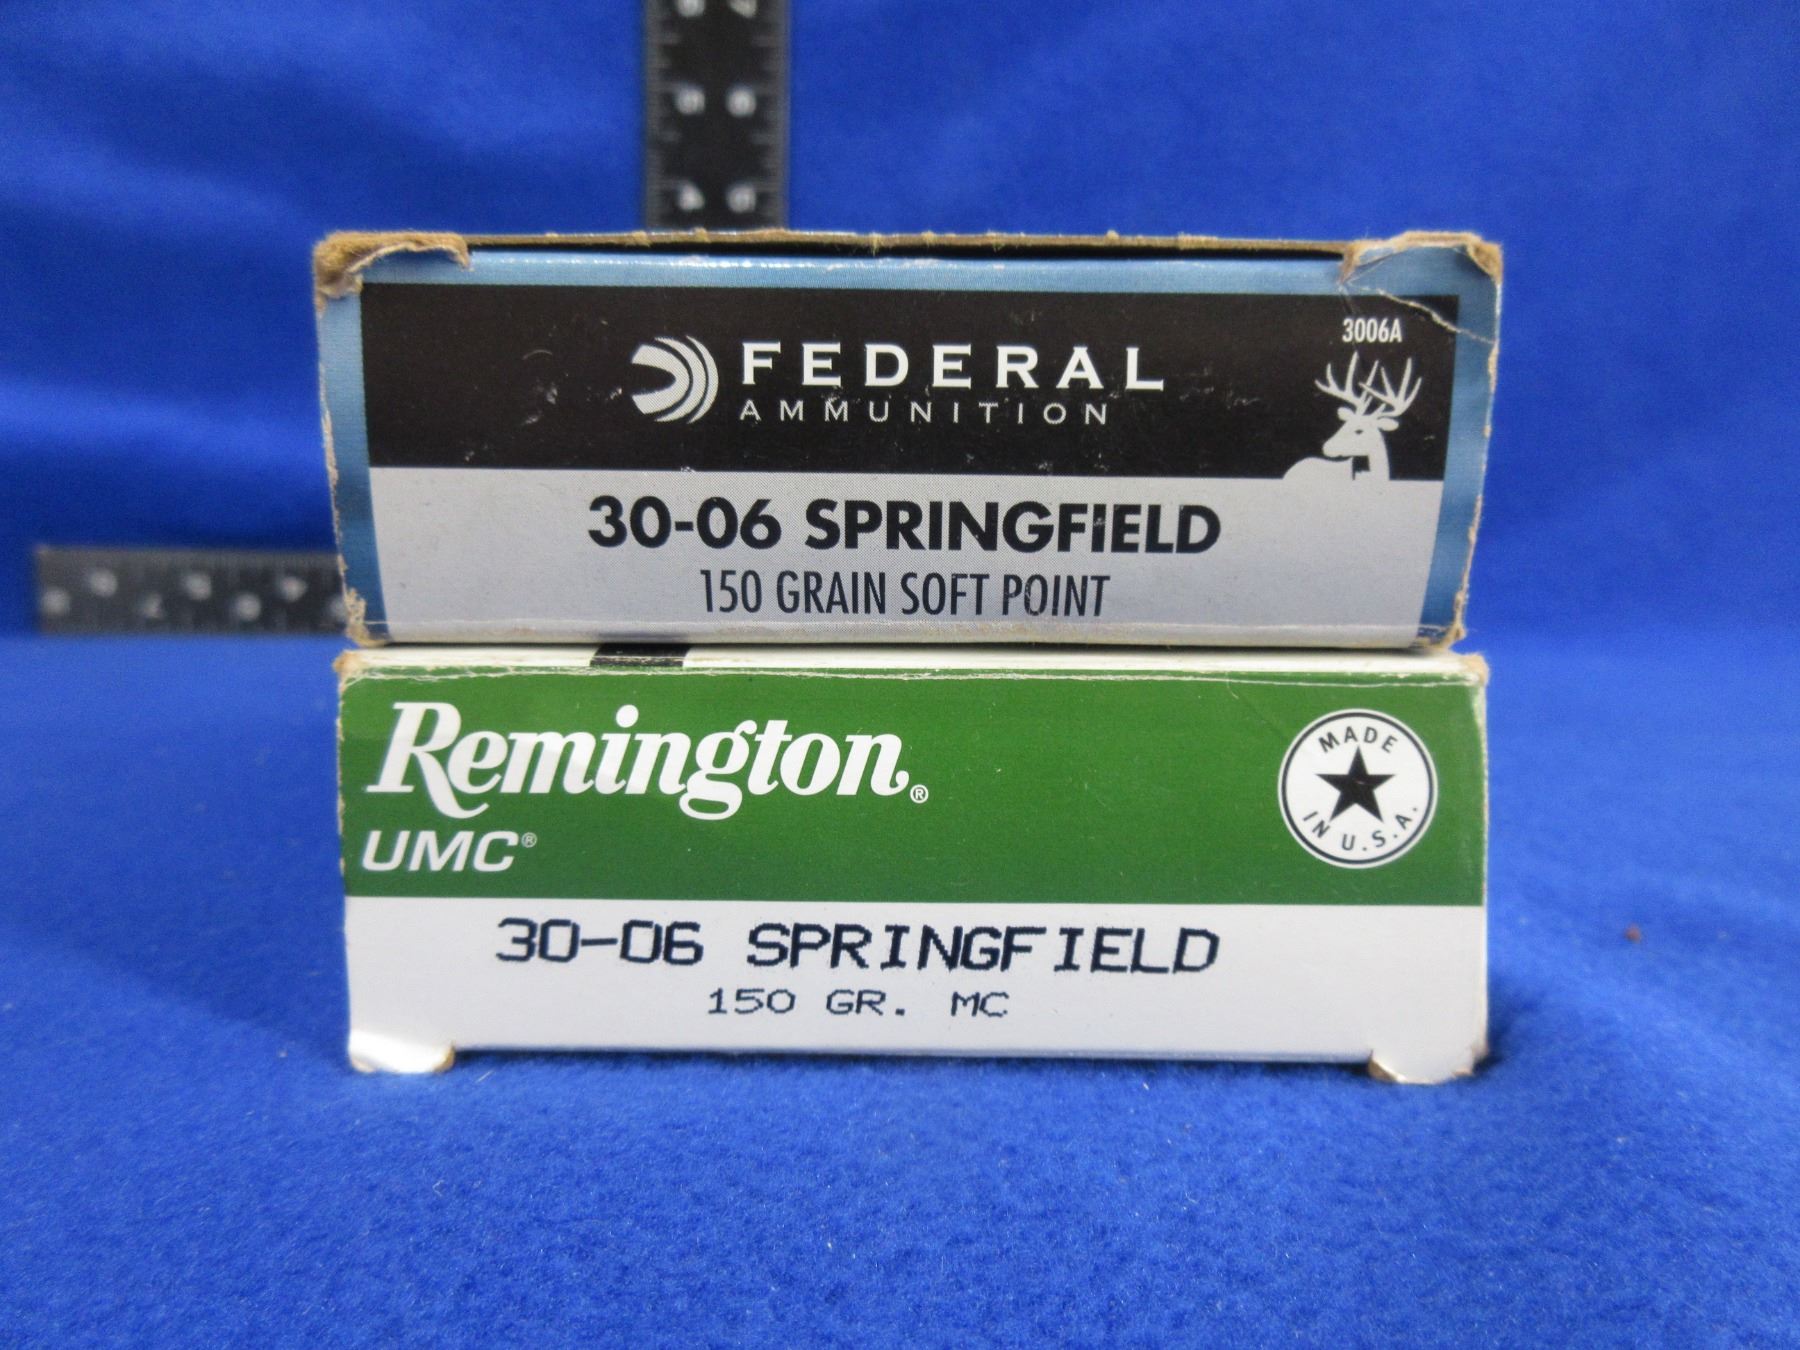 3006A
FEDERAL
AMMUNITION
30-06 SPRINGFIELD
150 GRAIN SOFT POINT
Remington®
UMC®
MADE
IN U.S.A.
30-06 SPRINGFIELD
150 GR. MC